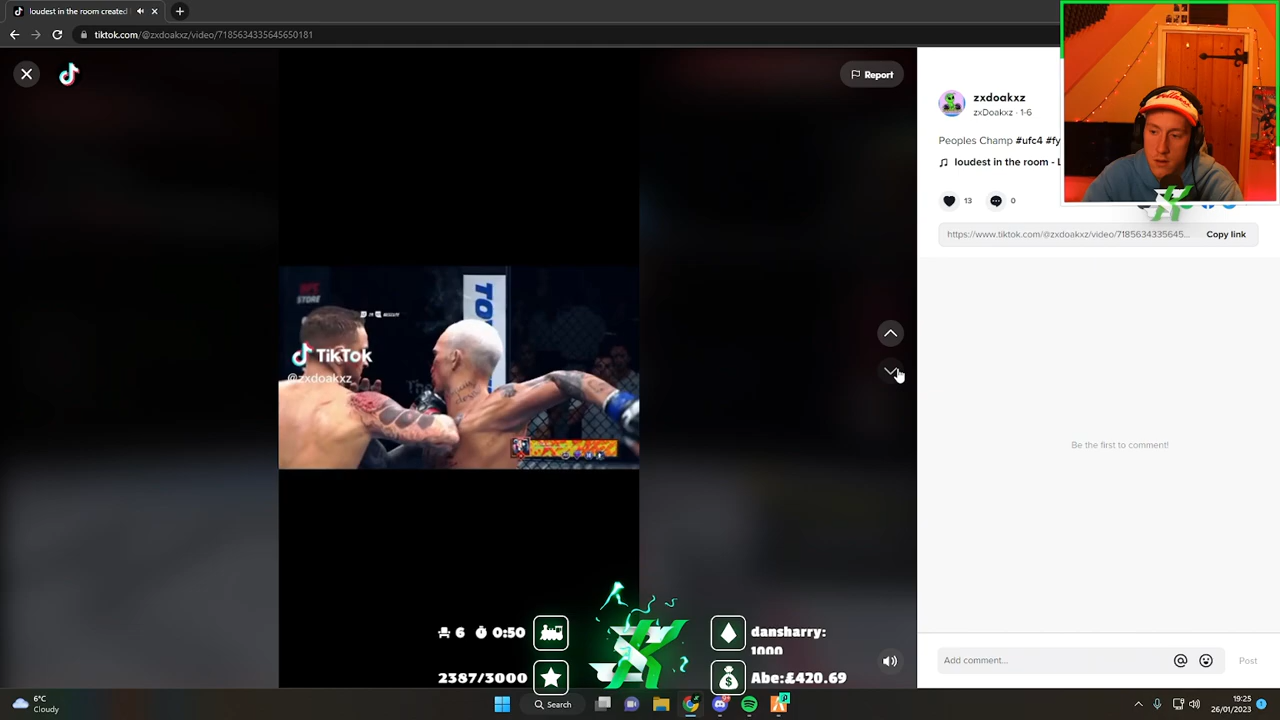 loudest in the room created
tiktok.com/@zxdoakxz/video/7185634335645650181
Report
zxdoakxz
zxDoakxz · 1-6
Peoples Champ #ufc4 #fy
loudest in the room - L
13
0
https://www.tiktok.com/@zxdoakxz/video/7185634335645...
Copy link
STORE
TikTok
@zxdoakxz
Be the first to comment!
6
0:50
2387/3000
dansharry:
1000
Abe:£420.69
Add comment...
Post
6°C
Cloudy
Search
19:25
26/01/2023